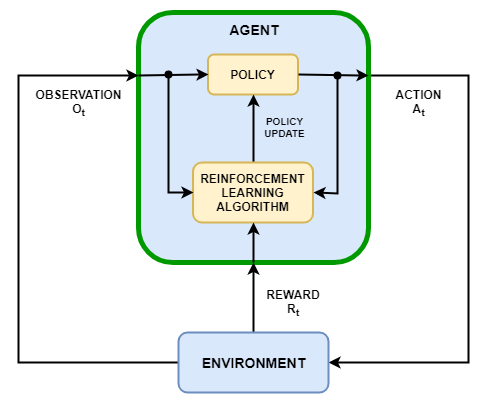 AGENT
POLICY
OBSERVATION
Ot
ACTION
At
POLICY
UPDATE
REINFORCEMENT
LEARNING
ALGORITHM
REWARD
Rt
ENVIRONMENT